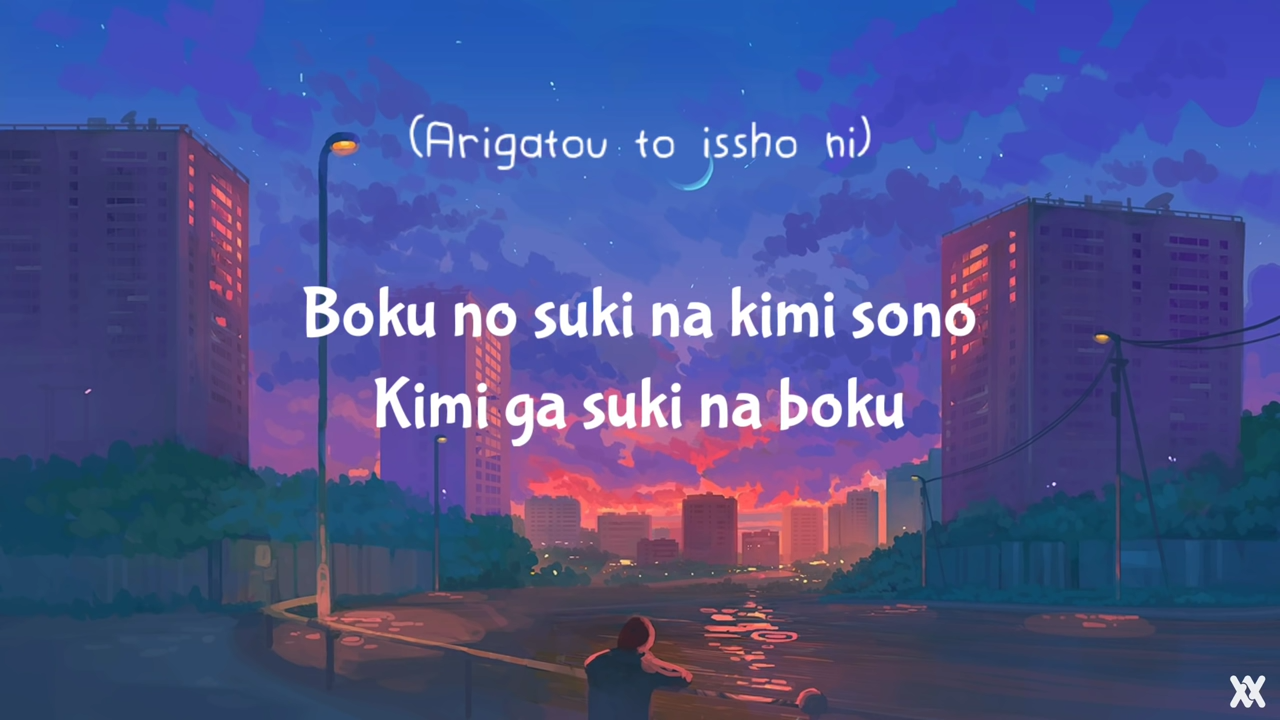 (Arigatou to issho ni)
Boku no suki na kimi sono
Kimi ga suki na boku